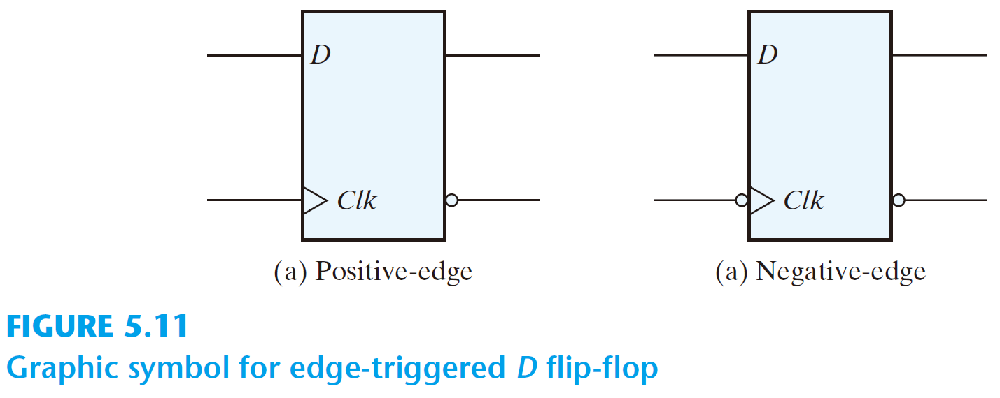 D
D
Clk
Clk
(a) Positive-edge
(a) Negative-edge
FIGURE 5.11
Graphic symbol for edge-triggered D flip-flop